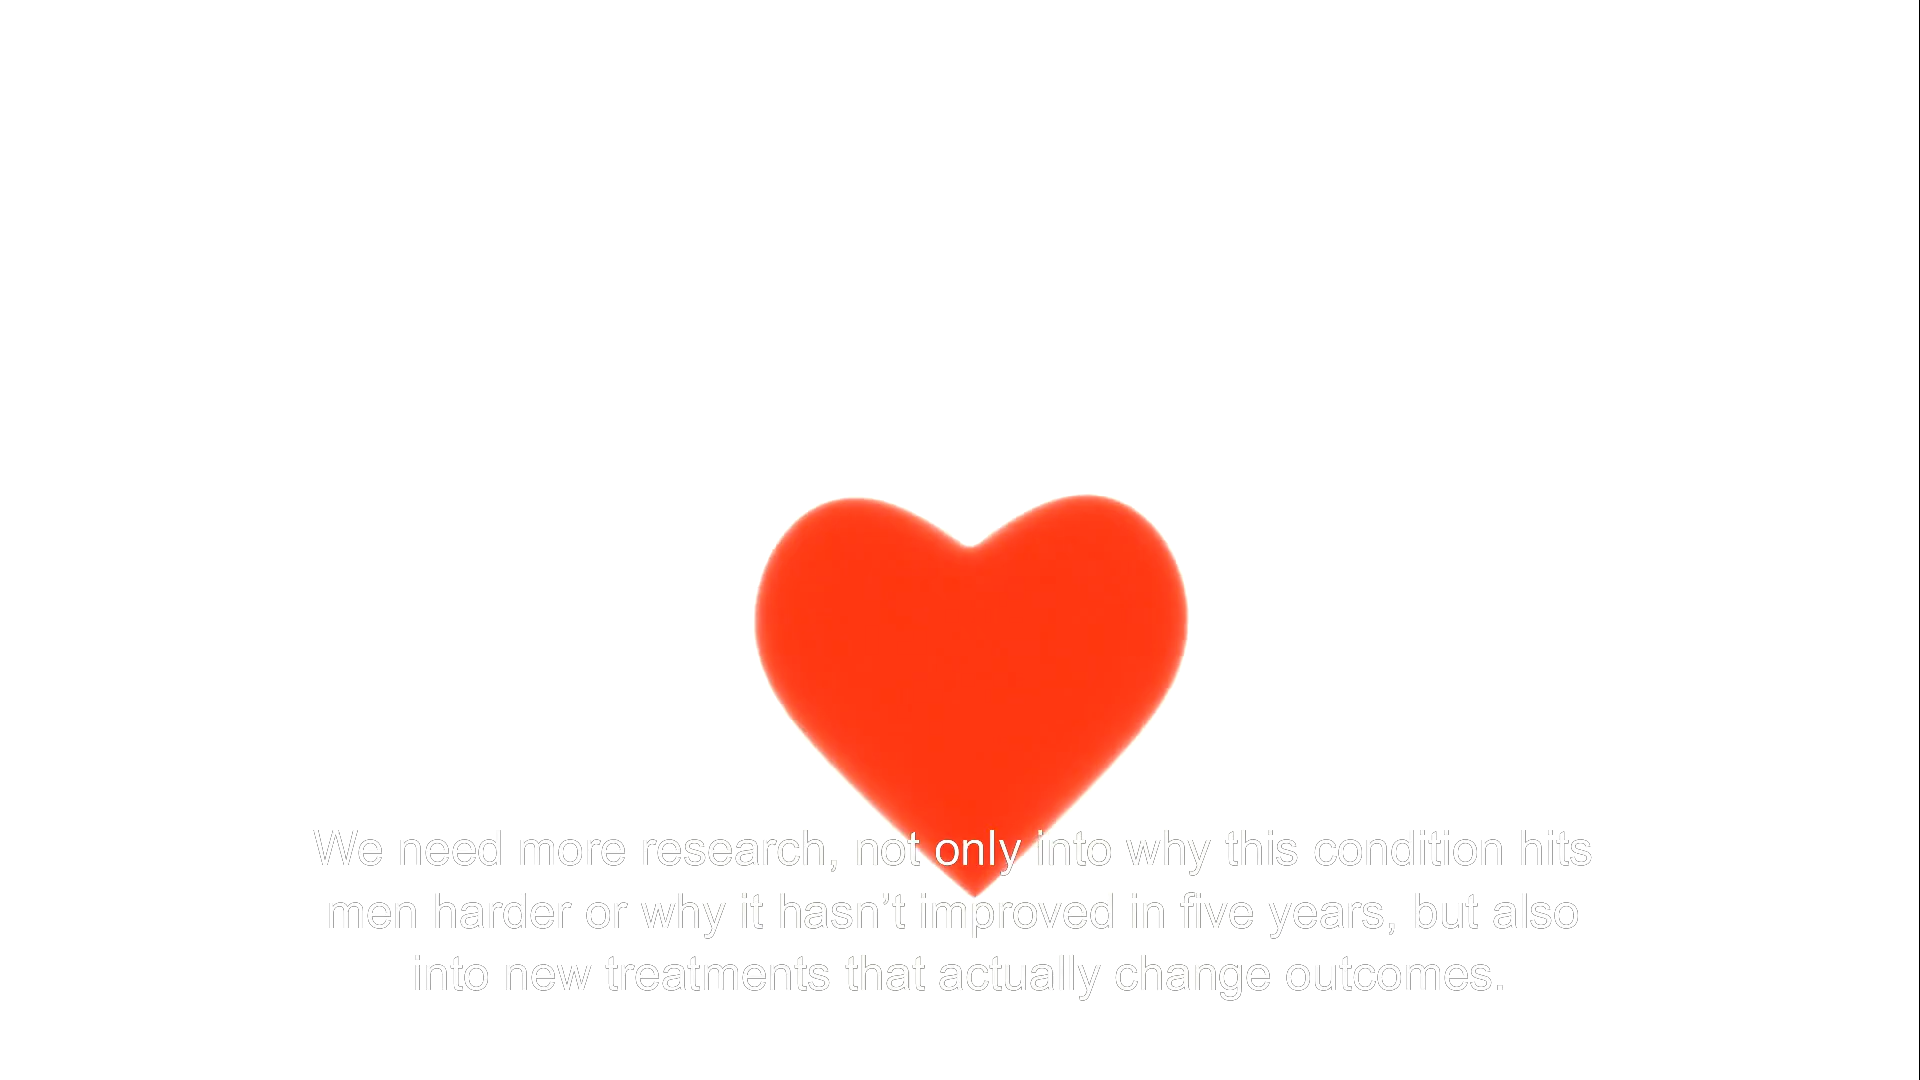 We need more research, not only into why this condition hits
men harder or why it hasn’t improved in five years, but also
into new treatments that actually change outcomes.